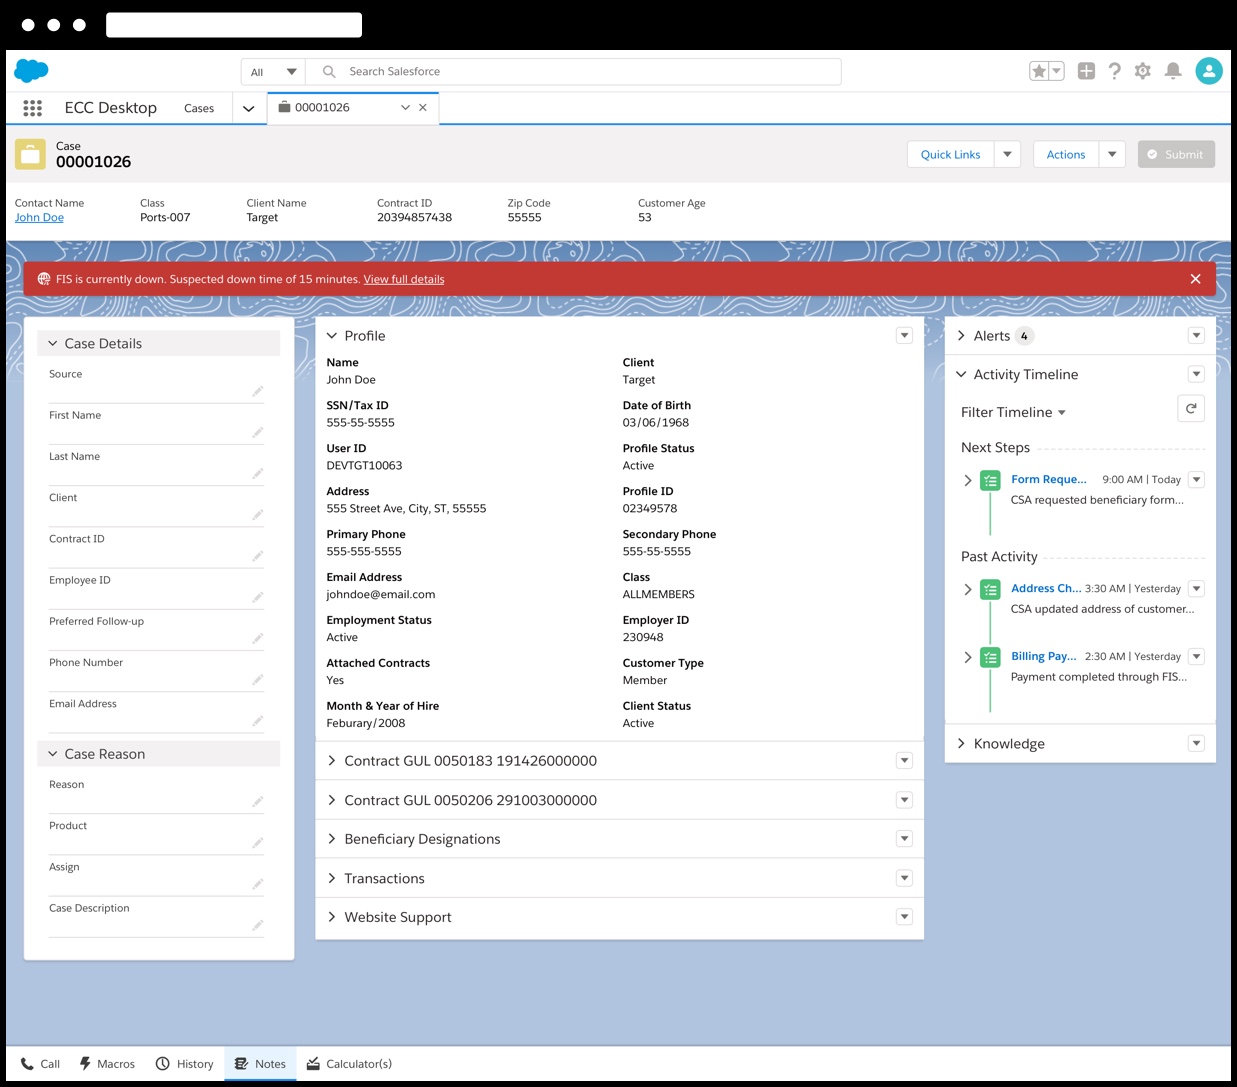 All
Search Salesforce
ECC Desktop
Cases
00001026
Case
00001026
Quick Links
Actions
Submit
Contact Name
John Doe
Class
Ports-007
Client Name
Target
Contract ID
20394857438
Zip Code
55555
Customer Age
53
FIS is currently down. Suspected down time of 15 minutes. View full details
Case Details
Source
First Name
Last Name
Client
Contract ID
Employee ID
Preferred Follow-up
Phone Number
Email Address
Case Reason
Reason
Product
Assign
Case Description
Profile
Name
John Doe
Client
Target
SSN/Tax ID
555-55-5555
Date of Birth
03/06/1968
User ID
DEVTGT10063
Profile Status
Active
Address
555 Street Ave, City, ST, 55555
Profile ID
02349578
Primary Phone
555-555-5555
Secondary Phone
555-55-5555
Email Address
johndoe@email.com
Class
ALLMEMBERS
Employment Status
Active
Employer ID
230948
Attached Contracts
Yes
Customer Type
Member
Month & Year of Hire
Feburary/2008
Client Status
Active
Contract GUL 0050183 191426000000
Contract GUL 0050206 291003000000
Beneficiary Designations
Transactions
Website Support
Alerts 4
Activity Timeline
Filter Timeline
Next Steps
Form Reque... 9:00 AM | Today
CSA requested beneficiary form...
Past Activity
Address Ch... 3:30 AM | Yesterday
CSA updated address of customer...
Billing Pay... 2:30 AM | Yesterday
Payment completed through FIS...
Knowledge
Call
Macros
History
Notes
Calculator(s)